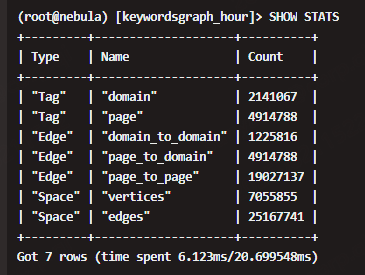 (root@nebula) [keywordsgraph_hour]> SHOW STATS
+---------+--------------------+----------+
| Type    | Name               | Count    |
+---------+--------------------+----------+
| "Tag"   | "domain"           | 2141067  |
| "Tag"   | "page"             | 4914788  |
| "Edge"  | "domain_to_domain" | 1225816  |
| "Edge"  | "page_to_domain"   | 4914788  |
| "Edge"  | "page_to_page"     | 19027137 |
| "Space" | "vertices"         | 7055855  |
| "Space" | "edges"            | 25167741 |
+---------+--------------------+----------+
Got 7 rows (time spent 6.123ms/20.699548ms)